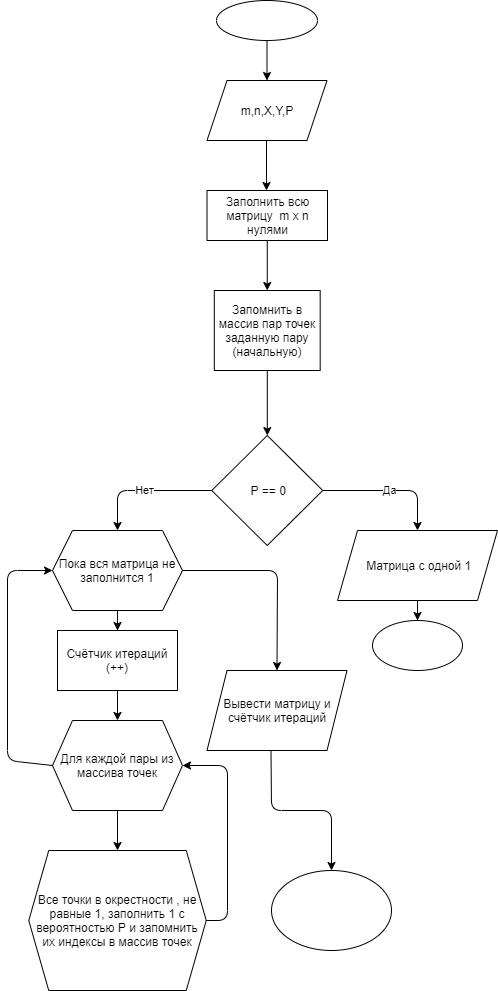 m,n,X,Y,P
Заполнить всю
матрицу m x n
нулями
Запомнить в
массив пар точек
заданную пару
(начальную)
P == 0
Нет
Да
Пока вся матрица не
заполнится 1
Матрица с одной 1
Счётчик итераций
(++)
Вывести матрицу и
счётчик итераций
Для каждой пары из
массива точек
Все точки в окрестности , не
равные 1, заполнить 1 с
вероятностью P и запомнить
их индексы в массив точек